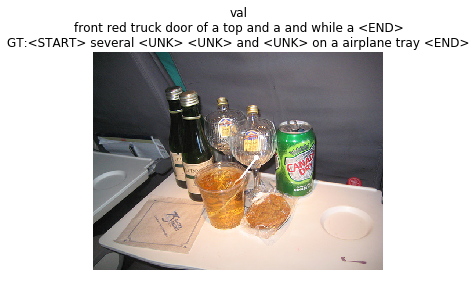 val
front red truck door of a top and a and while a <END>
GT:<START> several <UNK> <UNK> and <UNK> on a airplane tray <END>
CANADA
DRY